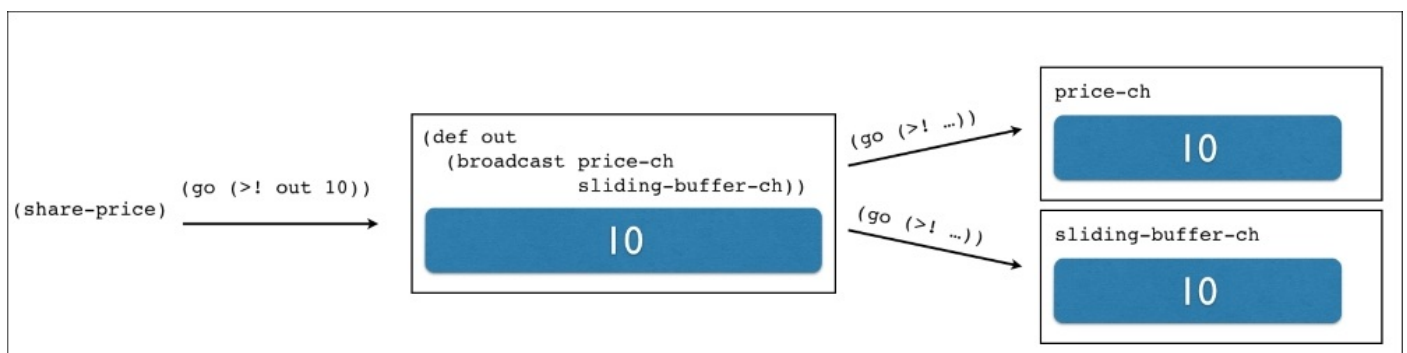 (share-price)
(go (>! out 10))
(def out
(broadcast price-ch
sliding-buffer-ch))
10
(go (>! …))
(go (>! …))
price-ch
10
sliding-buffer-ch
10